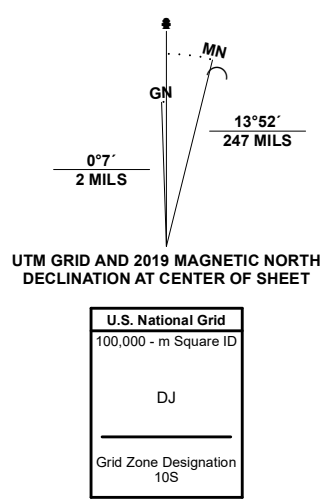 MN
GN
13°52´
247 MILS
0°7´
2 MILS
UTM GRID AND 2019 MAGNETIC NORTH
DECLINATION AT CENTER OF SHEET
U.S. National Grid
100,000 - m Square ID
DJ
Grid Zone Designation
10S